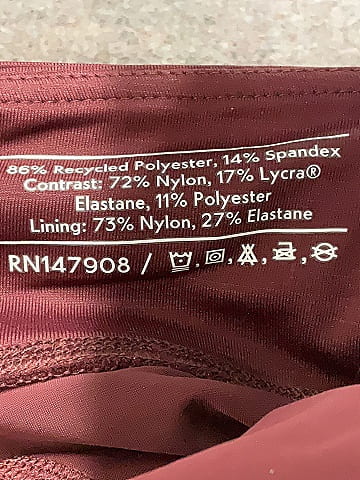 86% Recycled Polyester, 14% Spandex
Contrast: 72% Nylon, 17% Lycra®
Elastane, 11% Polyester
Lining: 73% Nylon, 27% Elastane
RN147908 /